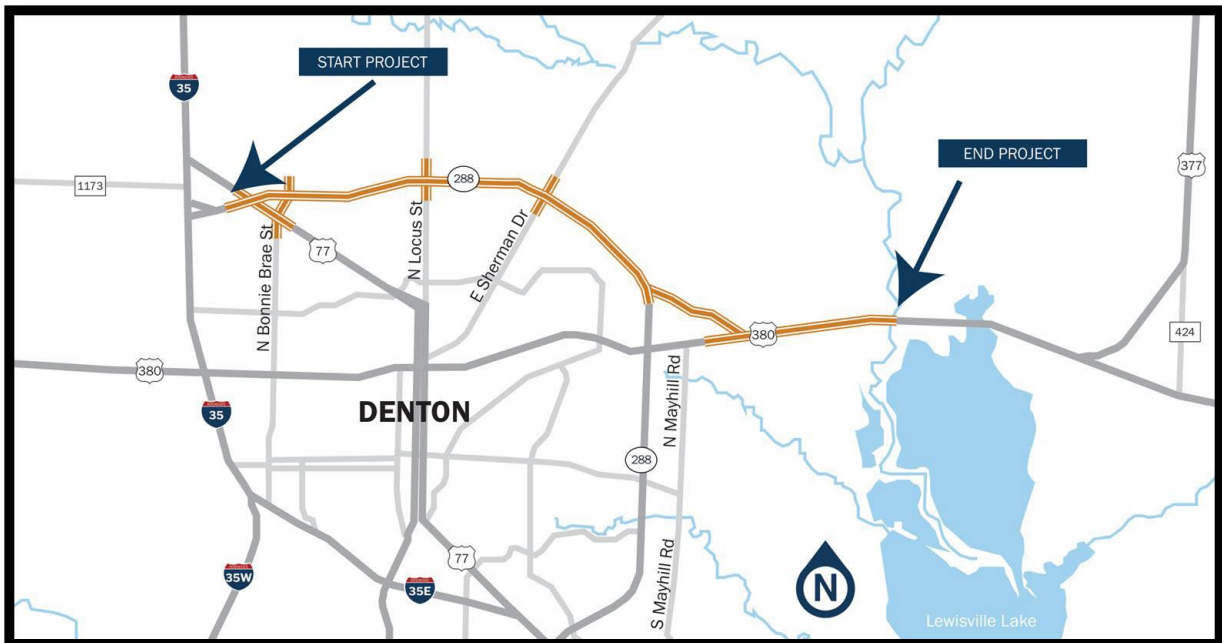 START PROJECT
35
END PROJECT
377
1173
288
N Locus St
E Sherman Dr
N Bonnie Brae St
77
380
424
380
N Mayhill Rd
35
DENTON
288
77
35W
35E
S Mayhill Rd
N
Lewisville Lake